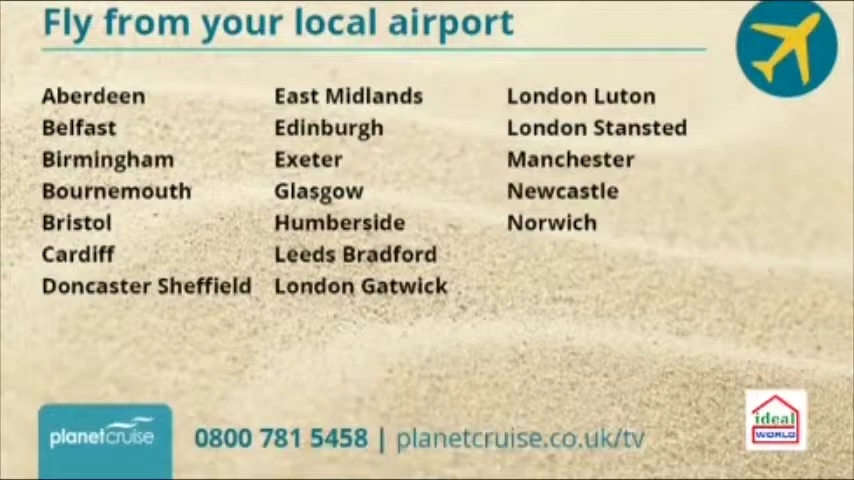 Fly from your local airport
Aberdeen
Belfast
Birmingham
Bournemouth
Bristol
Cardiff
Doncaster Sheffield
East Midlands
Edinburgh
Exeter
Glasgow
Humberside
Leeds Bradford
London Gatwick
London Luton
London Stansted
Manchester
Newcastle
Norwich
planetcruise
0800 781 5458 | planetcruise.co.uk/tv
ideal
WORLD